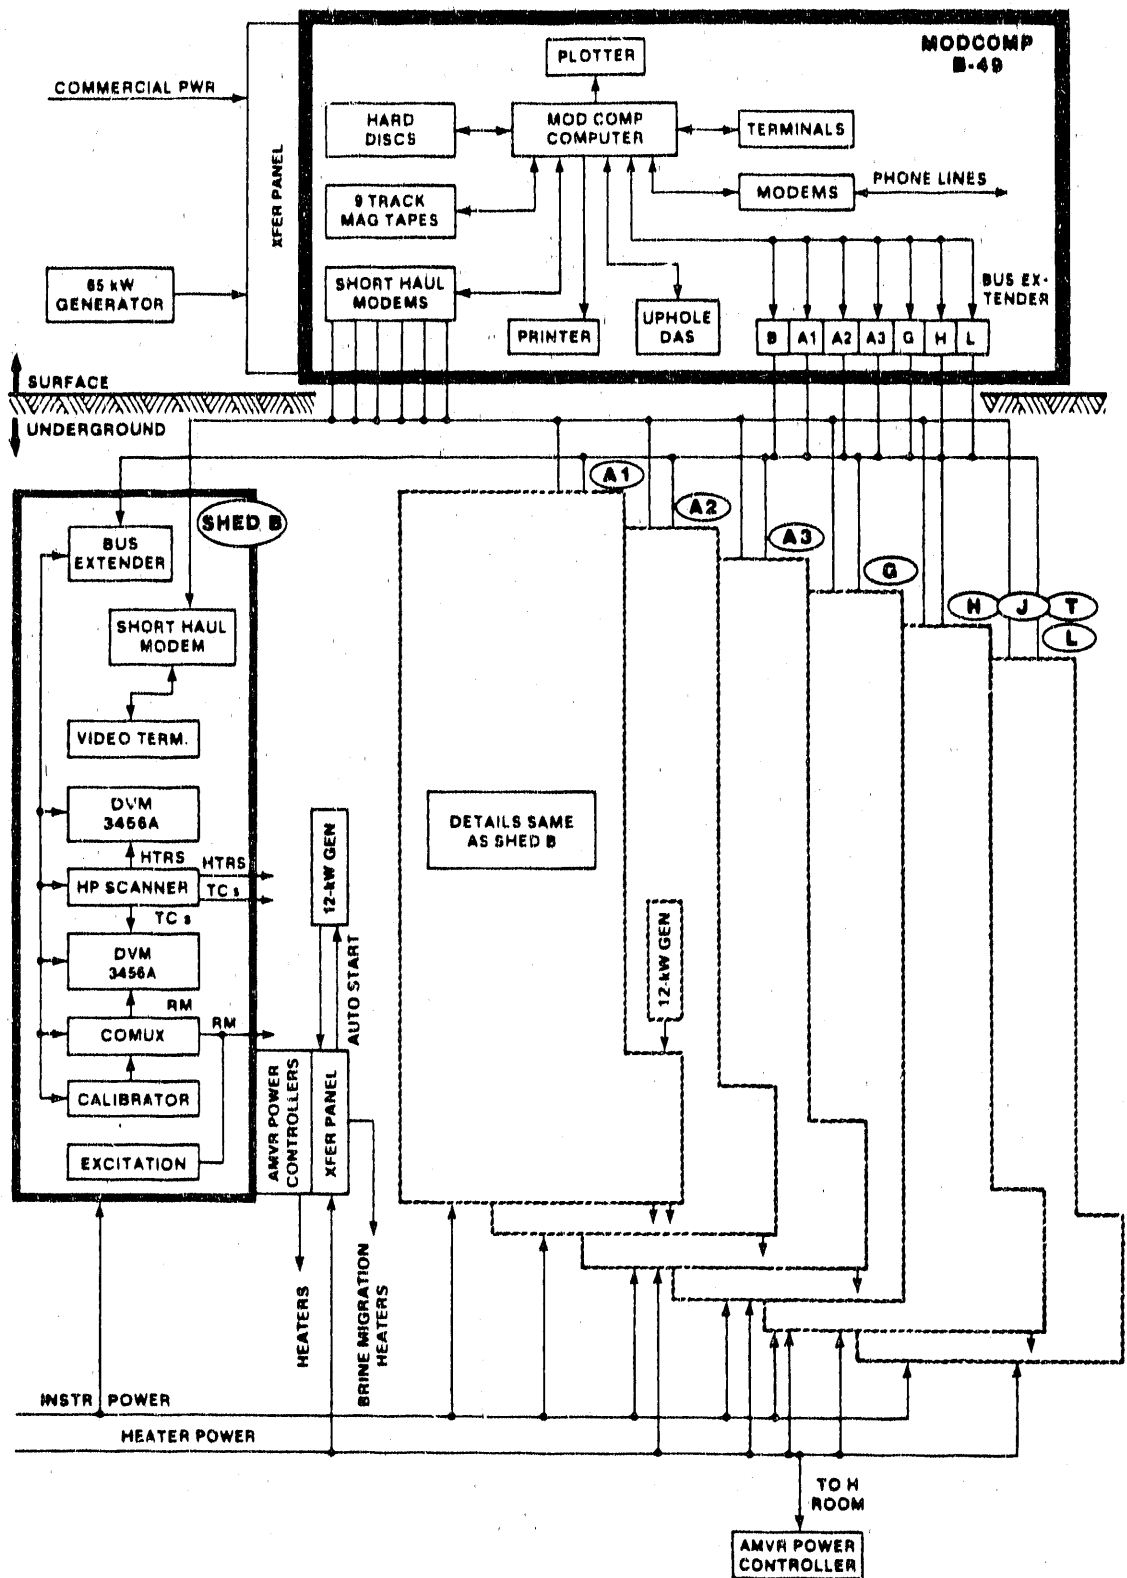 MODCOMP
B-49
COMMERCIAL PWR
XFER PANEL
PLOTTER
HARD
DISCS
MOD COMP
COMPUTER
TERMINALS
9 TRACK
MAG TAPES
MODEMS
PHONE LINES
65 kW
GENERATOR
SHORT HAUL
MODEMS
PRINTER
UPHOLE
DAS
BUS EX-
TENDER
B A1 A2 A3 G H L
SURFACE
UNDERGROUND
SHED B
BUS
EXTENDER
SHORT HAUL
MODEM
VIDEO TERM.
DVM
3456A
HTRS
HTRS
HP SCANNER
TCs
TCs
DVM
3456A
RM
RM
COMUX
CALIBRATOR
EXCITATION
12-kW GEN
AUTO START
AMVR POWER
CONTROLLERS
XFER PANEL
HEATERS
BRINE MIGRATION
HEATERS
A1
A2
A3
G
H
J
T
L
DETAILS SAME
AS SHED B
12-kW GEN
INSTR POWER
HEATER POWER
TO H
ROOM
AMVR POWER
CONTROLLER